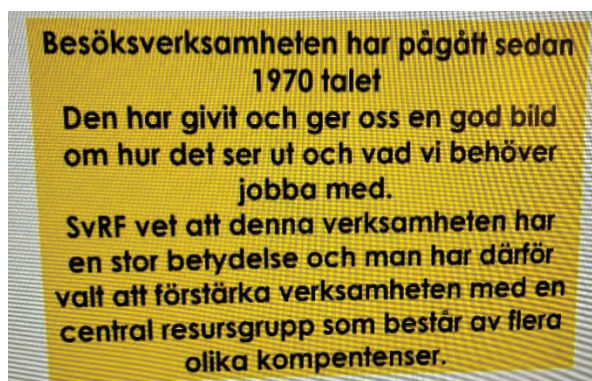 Besöksverksamheten har pågått sedan
1970 talet
Den har givit och ger oss en god bild
om hur det ser ut och vad vi behöver
jobba med.
SvRF vet att denna verksamheten har
en stor betydelse och man har därför
valt att förstärka verksamheten med en
central resursgrupp som består av flera
olika kompentenser.